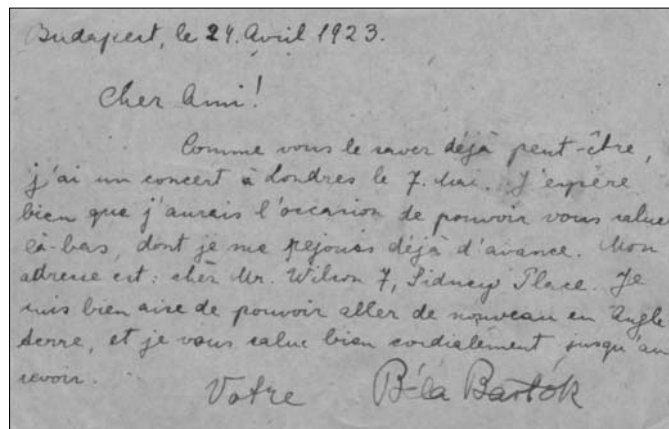 Budapest, le 24. Avril 1923.
Cher Ami!
Comme vous le saver déjà peut-être,
j'ai un concert à Londres le 7. Mai. J'espère
bien que j'aurais l'occasion de pouvoir vous salue
là-bas, dont je me réjouis déjà d'avance. Mon
adresse est: chez Mr. Wilson 7, Sidney Place. Je
suis bien aise de pouvoir aller de nouveau en Angle
terre, et je vous salue bien cordialement jusqu'au
revoir.
Votre Béla Bartók